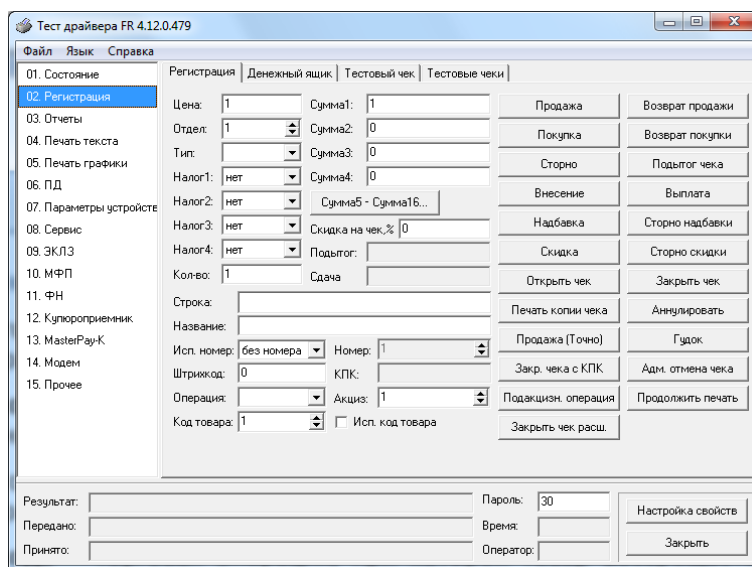 Тест драйвера FR 4.12.0.479
Файл Язык Справка
01. Состояние
02. Регистрация
03. Отчеты
04. Печать текста
05. Печать графики
06. ПД
07. Параметры устройств
08. Сервис
09. ЭКЛЗ
10. МФП
11. ФН
12. Купюроприемник
13. MasterPay-K
14. Модем
15. Прочее
Регистрация Денежный ящик Тестовый чек Тестовые чеки
Цена: 1 Сумма1: 1
Отдел: 1 Сумма2: 0
Тип: Сумма3: 0
Налог1: нет Сумма4: 0
Налог2: нет Сумма5 - Сумма16...
Налог3: нет Скидка на чек,% 0
Налог4: нет Подытог:
Кол-во: 1 Сдача
Строка:
Название:
Исп. номер: без номера Номер: 1
Штрихкод: 0 КПК:
Операция: Акциз: 1
Код товара: 1 Исп. код товара
Продажа Возврат продажи
Покупка Возврат покупки
Сторно Подытог чека
Внесение Выплата
Надбавка Сторно надбавки
Скидка Сторно скидки
Открыть чек Закрыть чек
Печать копии чека Аннулировать
Продажа (Точно) Гудок
Закр. чека с КПК Адм. отмена чека
Подакцизн. операция Продолжить печать
Закрыть чек расш.
Результат: Пароль: 30
Передано: Время:
Принято: Оператор:
Настройка свойств
Закрыть